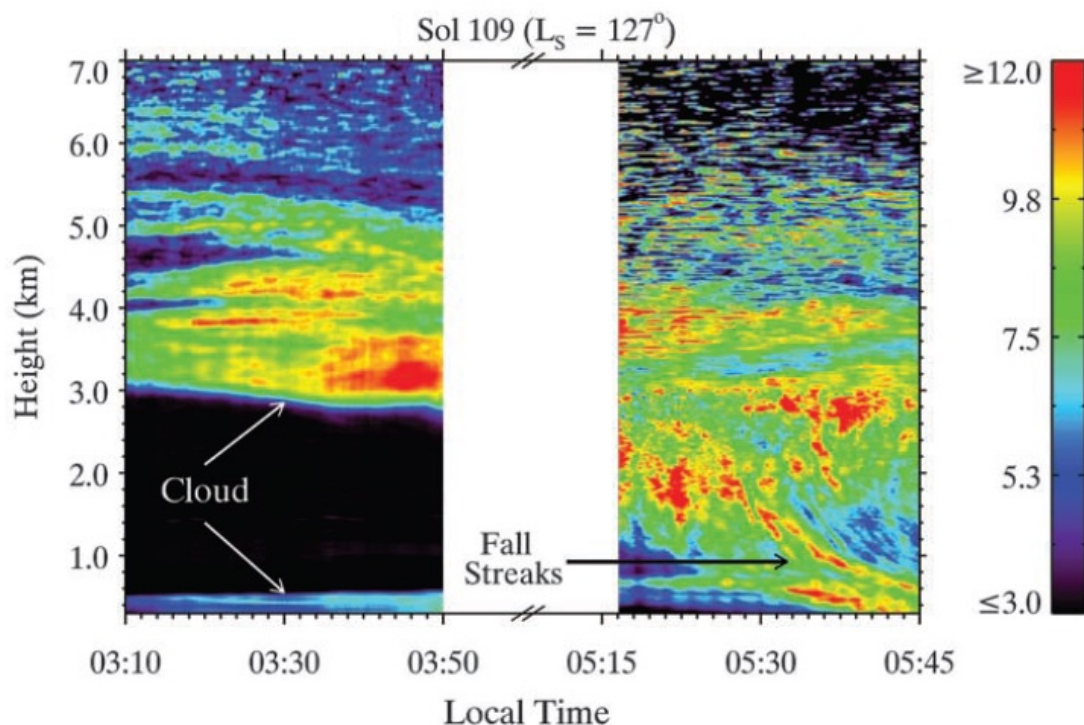 Sol 109 (L_S = 127°)
7.0
6.0
5.0
4.0
3.0
2.0
1.0
Height (km)
Cloud
Fall
Streaks
≥ 12.0
9.8
7.5
5.3
≤ 3.0
03:10 03:30 03:50 05:15 05:30 05:45
Local Time